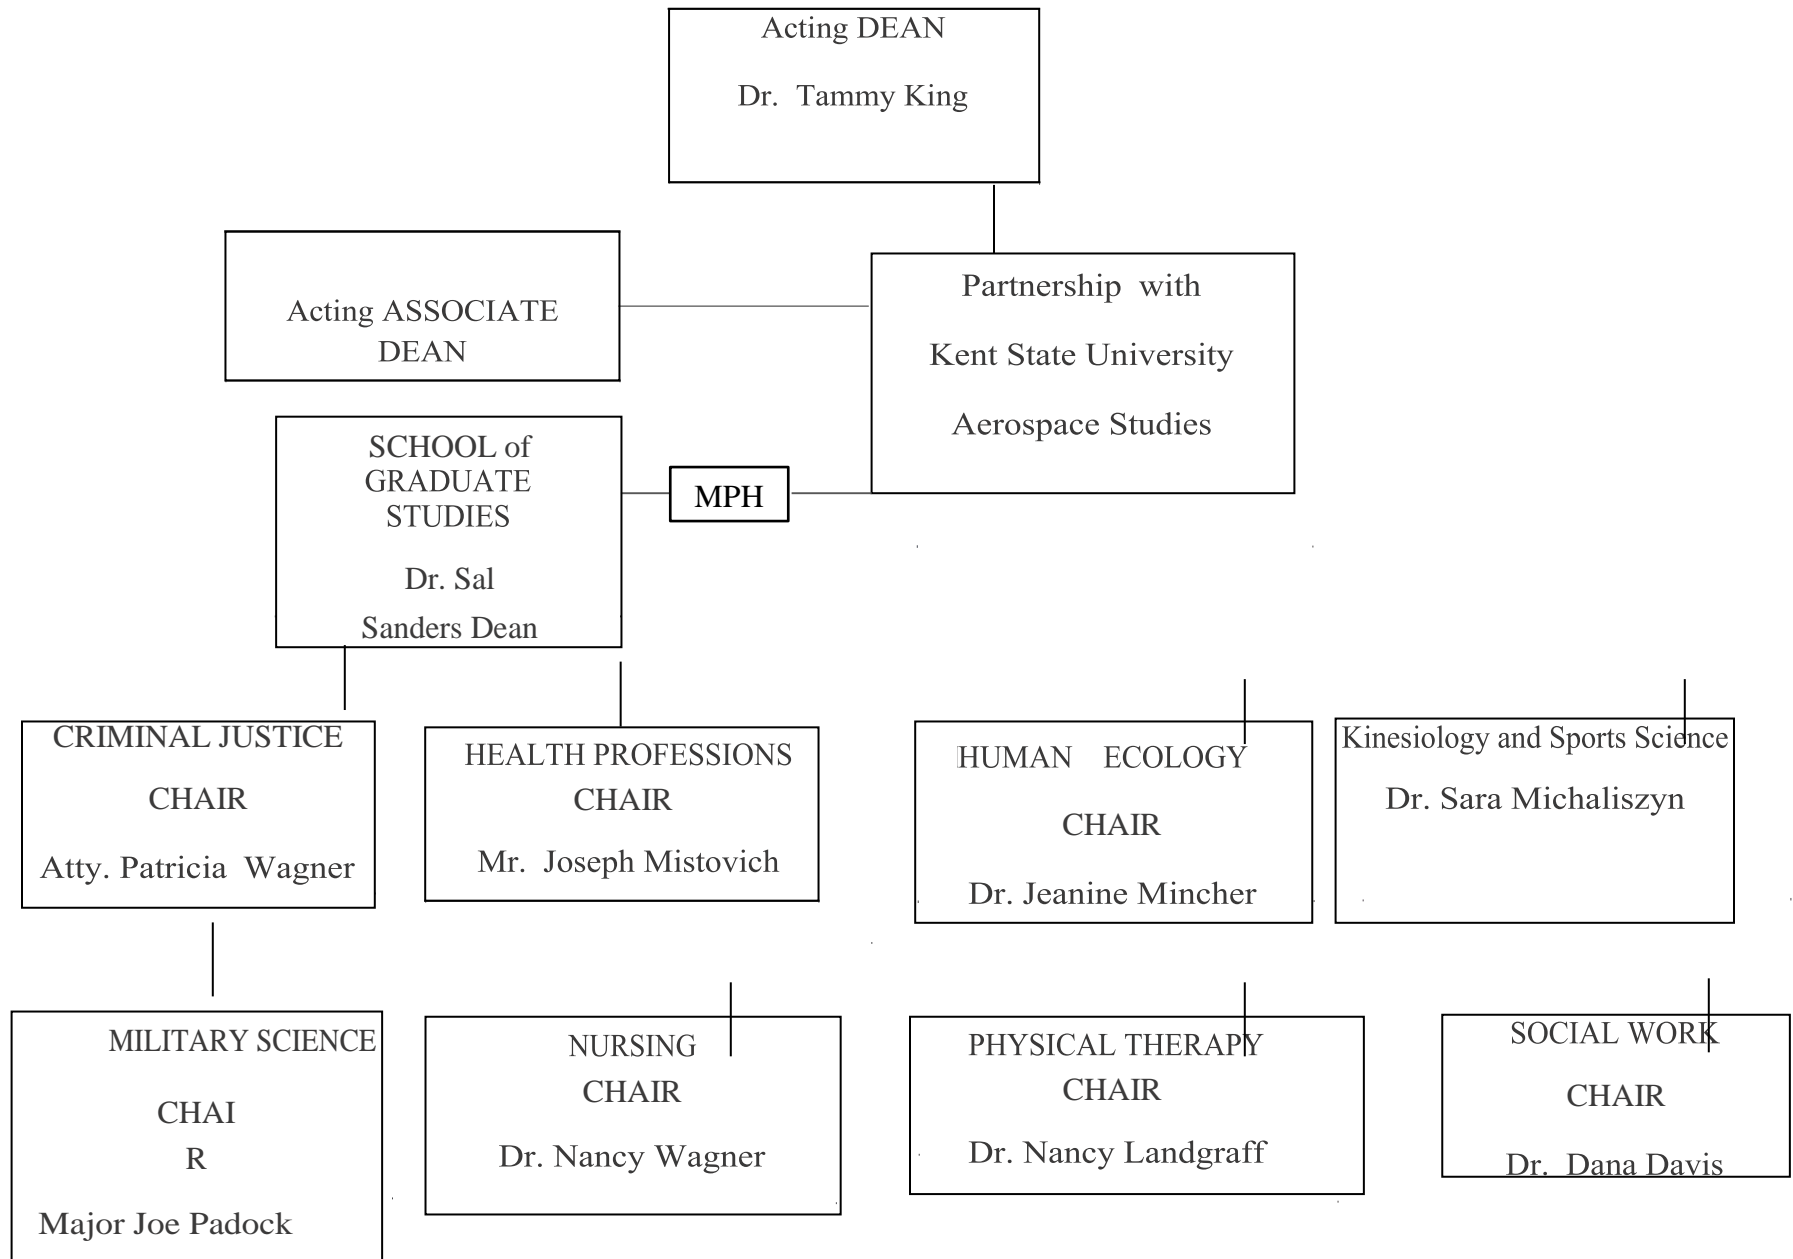 Acting DEAN
Dr. Tammy King
Acting ASSOCIATE
DEAN
Partnership with
Kent State University
Aerospace Studies
SCHOOL of
GRADUATE
STUDIES
Dr. Sal
Sanders Dean
MPH
CRIMINAL JUSTICE
CHAIR
Atty. Patricia Wagner
HEALTH PROFESSIONS
CHAIR
Mr. Joseph Mistovich
HUMAN ECOLOGY
CHAIR
Dr. Jeanine Mincher
Kinesiology and Sports Science
Dr. Sara Michaliszyn
MILITARY SCIENCE
CHAI
R
Major Joe Padock
NURSING
CHAIR
Dr. Nancy Wagner
PHYSICAL THERAPY
CHAIR
Dr. Nancy Landgraff
SOCIAL WORK
CHAIR
Dr. Dana Davis